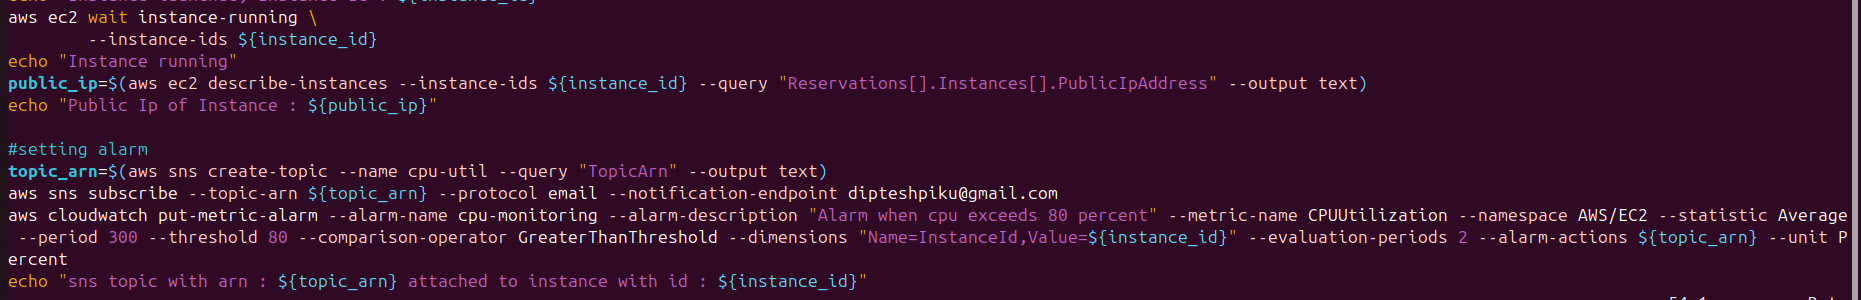 aws ec2 wait instance-running \
--instance-ids ${instance_id}
echo "Instance running"
public_ip=$(aws ec2 describe-instances --instance-ids ${instance_id} --query "Reservations[].Instances[].PublicIpAddress" --output text)
echo "Public Ip of Instance : ${public_ip}"
#setting alarm
topic_arn=$(aws sns create-topic --name cpu-util --query "TopicArn" --output text)
aws sns subscribe --topic-arn ${topic_arn} --protocol email --notification-endpoint dipteshpiku@gmail.com
aws cloudwatch put-metric-alarm --alarm-name cpu-monitoring --alarm-description "Alarm when cpu exceeds 80 percent" --metric-name CPUUtilization --namespace AWS/EC2 --statistic Average
--period 300 --threshold 80 --comparison-operator GreaterThanThreshold --dimensions "Name=InstanceId,Value=${instance_id}" --evaluation-periods 2 --alarm-actions ${topic_arn} --unit P
ercent
echo "sns topic with arn : ${topic_arn} attached to instance with id : ${instance_id}"